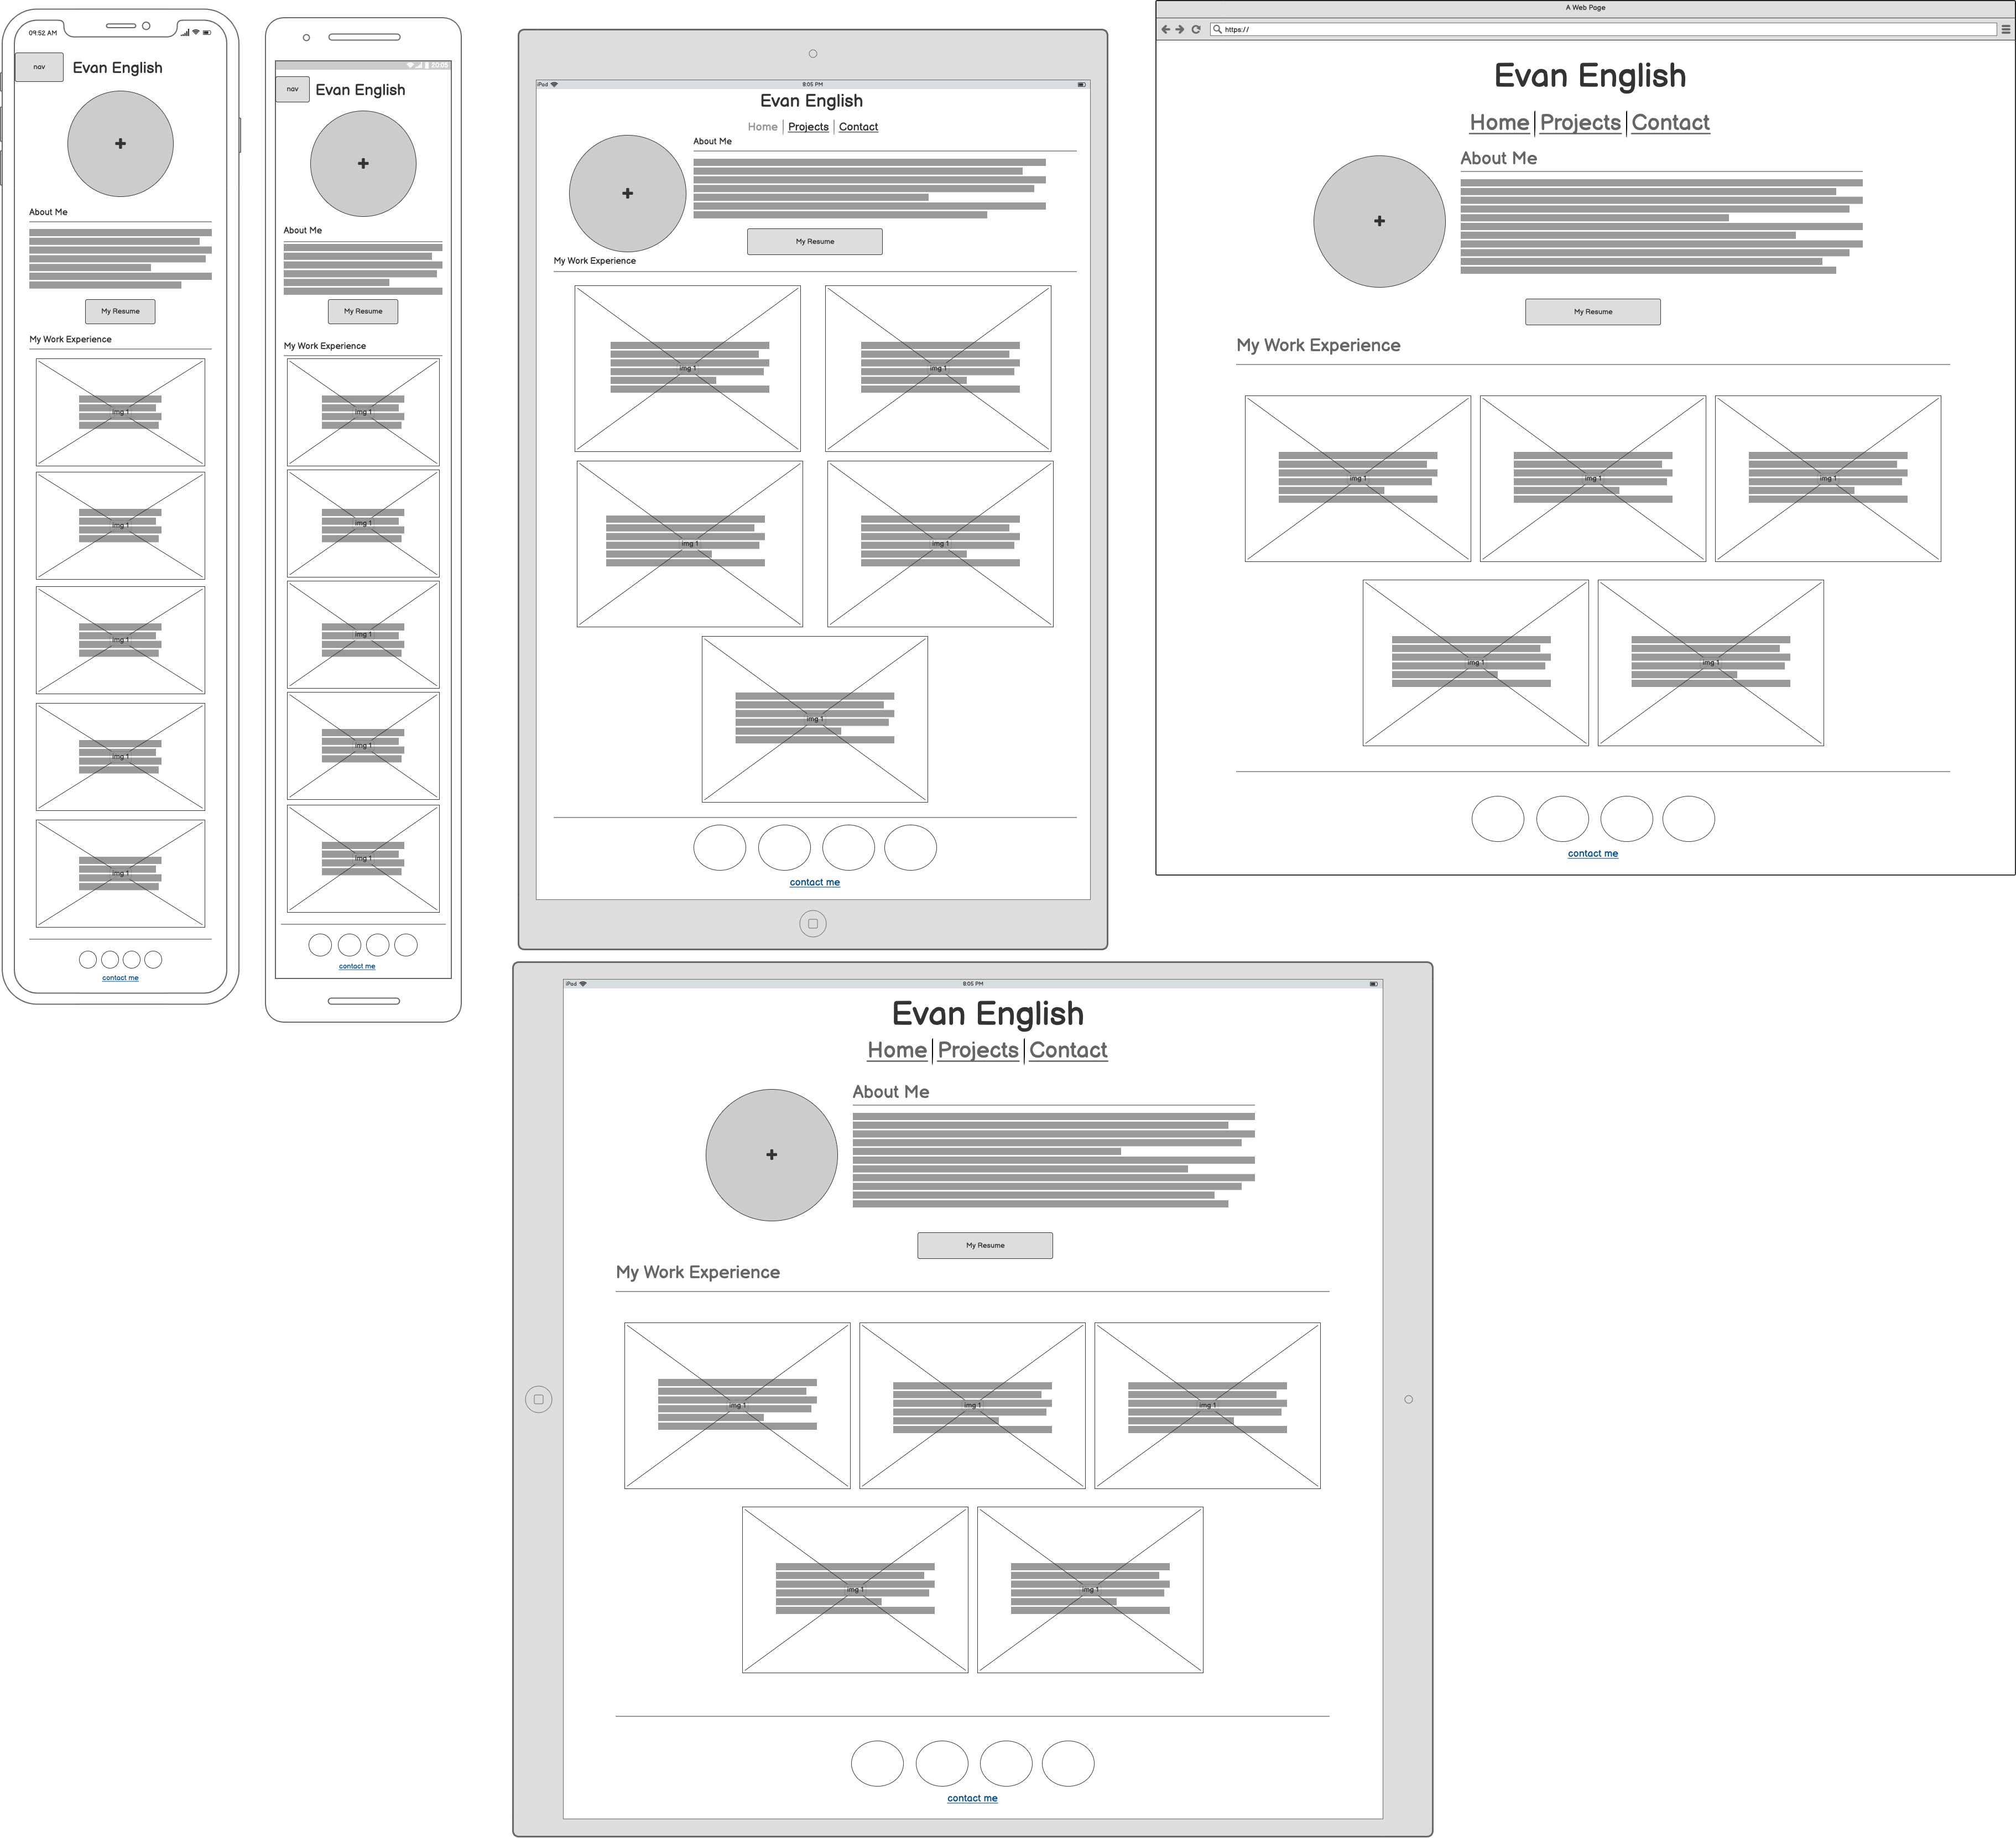 09:52 AM
nav
Evan English
About Me
My Resume
My Work Experience
img 1
img 1
img 1
img 1
img 1
contact me
20:05
nav
Evan English
About Me
My Resume
My Work Experience
img 1
img 1
img 1
img 1
img 1
contact me
iPod
8:05 PM
Evan English
Home | Projects | Contact
About Me
My Resume
My Work Experience
img 1
img 1
img 1
img 1
img 1
contact me
A Web Page
https://
Evan English
Home | Projects | Contact
About Me
My Resume
My Work Experience
img 1
img 1
img 1
img 1
img 1
contact me
iPod
8:05 PM
Evan English
Home | Projects | Contact
About Me
My Resume
My Work Experience
img 1
img 1
img 1
img 1
img 1
contact me